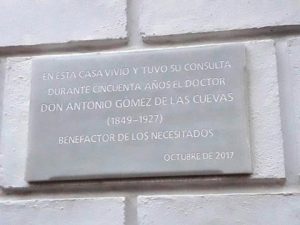 EN ESTA CASA VIVIO Y TUVO SU CONSULTA
DURANTE CINCUENTA AÑOS EL DOCTOR
DON ANTONIO GÓMEZ DE LAS CUEVAS
(1849-1927)
BENEFACTOR DE LOS NECESITADOS
OCTUBRE DE 2017